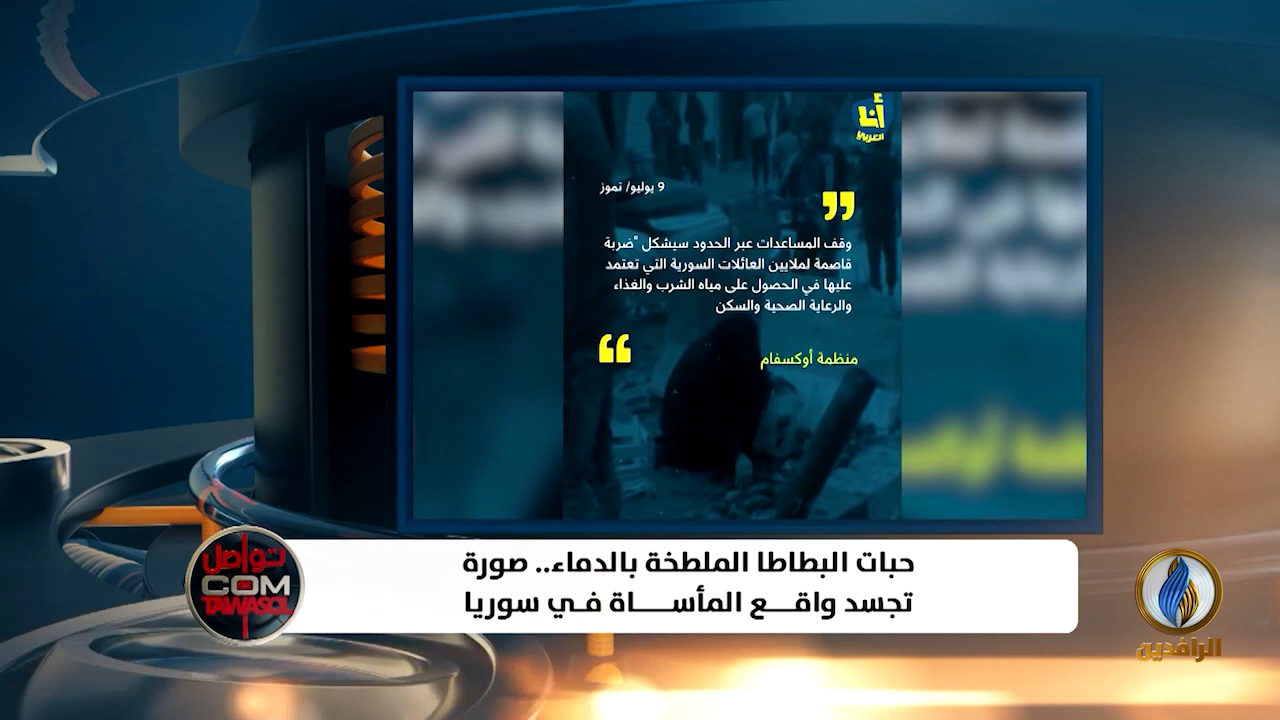 أنا
العربي
9 يوليو/ تموز
"
وقف المساعدات عبر الحدود سيشكل "ضربة
قاصمة لملايين العائلات السورية التي تعتمد
عليها في الحصول على مياه الشرب والغذاء
والرعاية الصحية والسكن
"
منظمة أوكسفام
حبات البطاطا الملطخة بالدماء.. صورة
تجسد واقـــع المأســـــاة فـي سوريا
تواصل
COM
TAWASOL
الرافدين